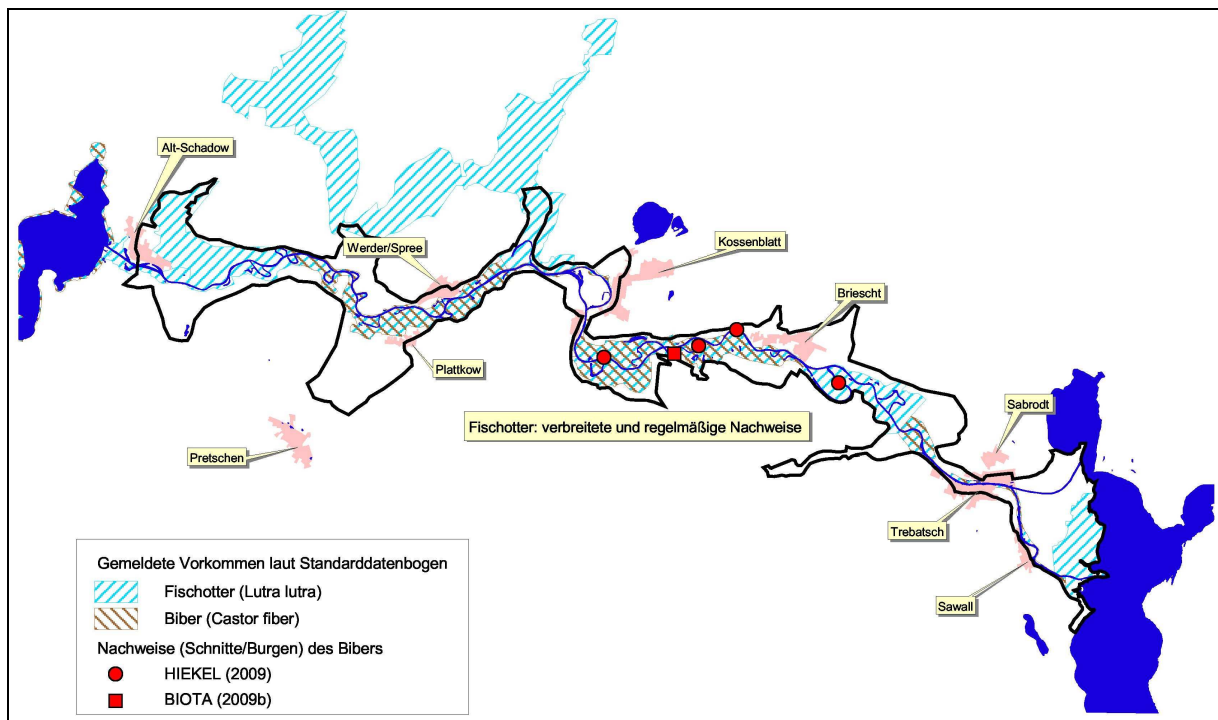 Alt-Schadow
Werder/Spree
Kossenblatt
Briescht
Plattkow
Fischotter: verbreitete und regelmäßige Nachweise
Sabrodt
Pretschen
Trebatsch
Sawall
Gemeldete Vorkommen laut Standarddatenbogen
Fischotter (Lutra lutra)
Biber (Castor fiber)
Nachweise (Schnitte/Burgen) des Bibers
HIEKEL (2009)
BIOTA (2009b)